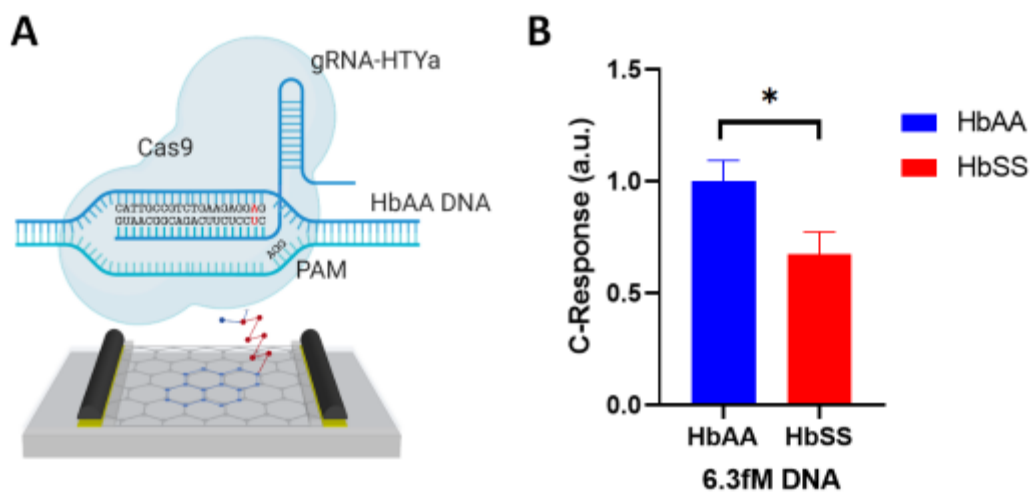 A
gRNA-HTYa
Cas9
HbAA DNA
CATTGCCGTCTGAAGAGGAG
GUAACGGCAGACUUCUCCUC
AGG
PAM
B
C-Response (a.u.)
1.5
1.0
0.5
0.0
*
HbAA
HbSS
HbAA HbSS
6.3fM DNA